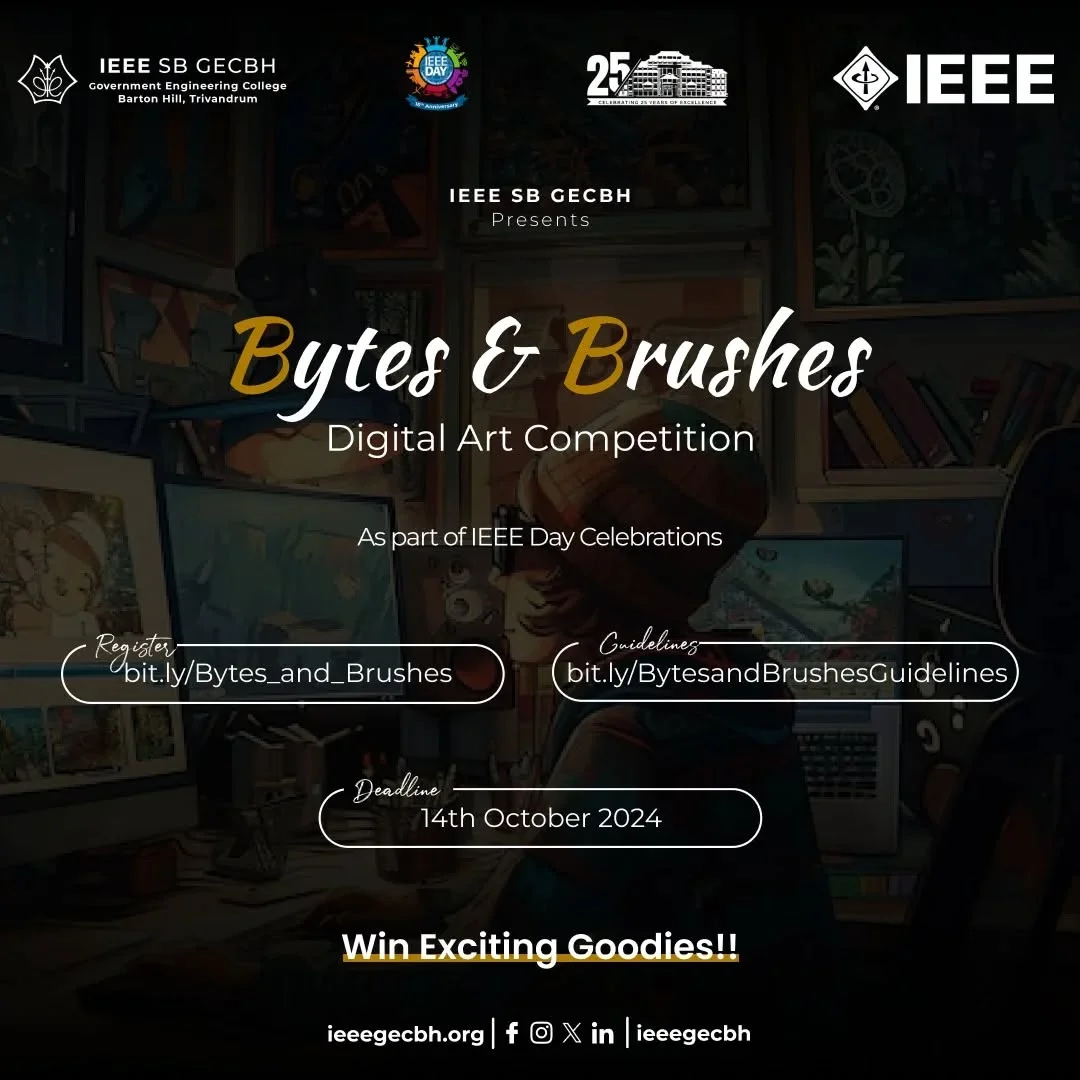 IEEE SB GECBH
Government Engineering College
Barton Hill, Trivandrum
IEEE
DAY
15th Anniversary
25
CELEBRATING 25 YEARS OF EXCELLENCE
IEEE
IEEE SB GECBH
Presents
Bytes & Brushes
Digital Art Competition
As part of IEEE Day Celebrations
Register
bit.ly/Bytes_and_Brushes
Guidelines
bit.ly/BytesandBrushesGuidelines
Deadline
14th October 2024
Win Exciting Goodies!!
ieeegecbh.org | f X in | ieeegecbh